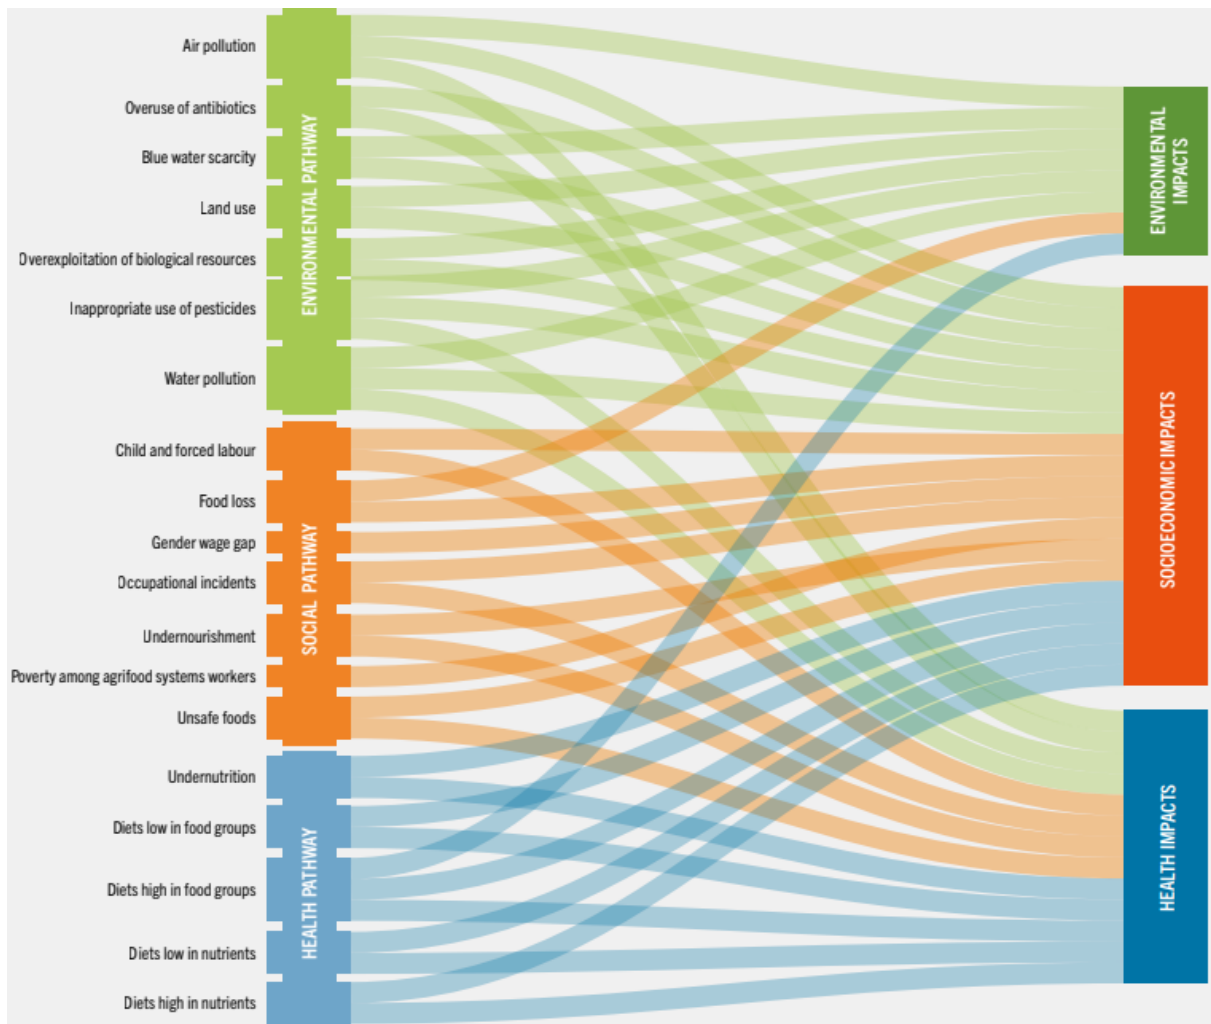 Air pollution
Overuse of antibiotics
Blue water scarcity
Land use
Overexploitation of biological resources
Inappropriate use of pesticides
Water pollution
Child and forced labour
Food loss
Gender wage gap
Occupational incidents
Undernourishment
Poverty among agrifood systems workers
Unsafe foods
Undernutrition
Diets low in food groups
Diets high in food groups
Diets low in nutrients
Diets high in nutrients
ENVIRONMENTAL PATHWAY
SOCIAL PATHWAY
HEALTH PATHWAY
ENVIRONMENTAL
IMPACTS
SOCIOECONOMIC IMPACTS
HEALTH IMPACTS